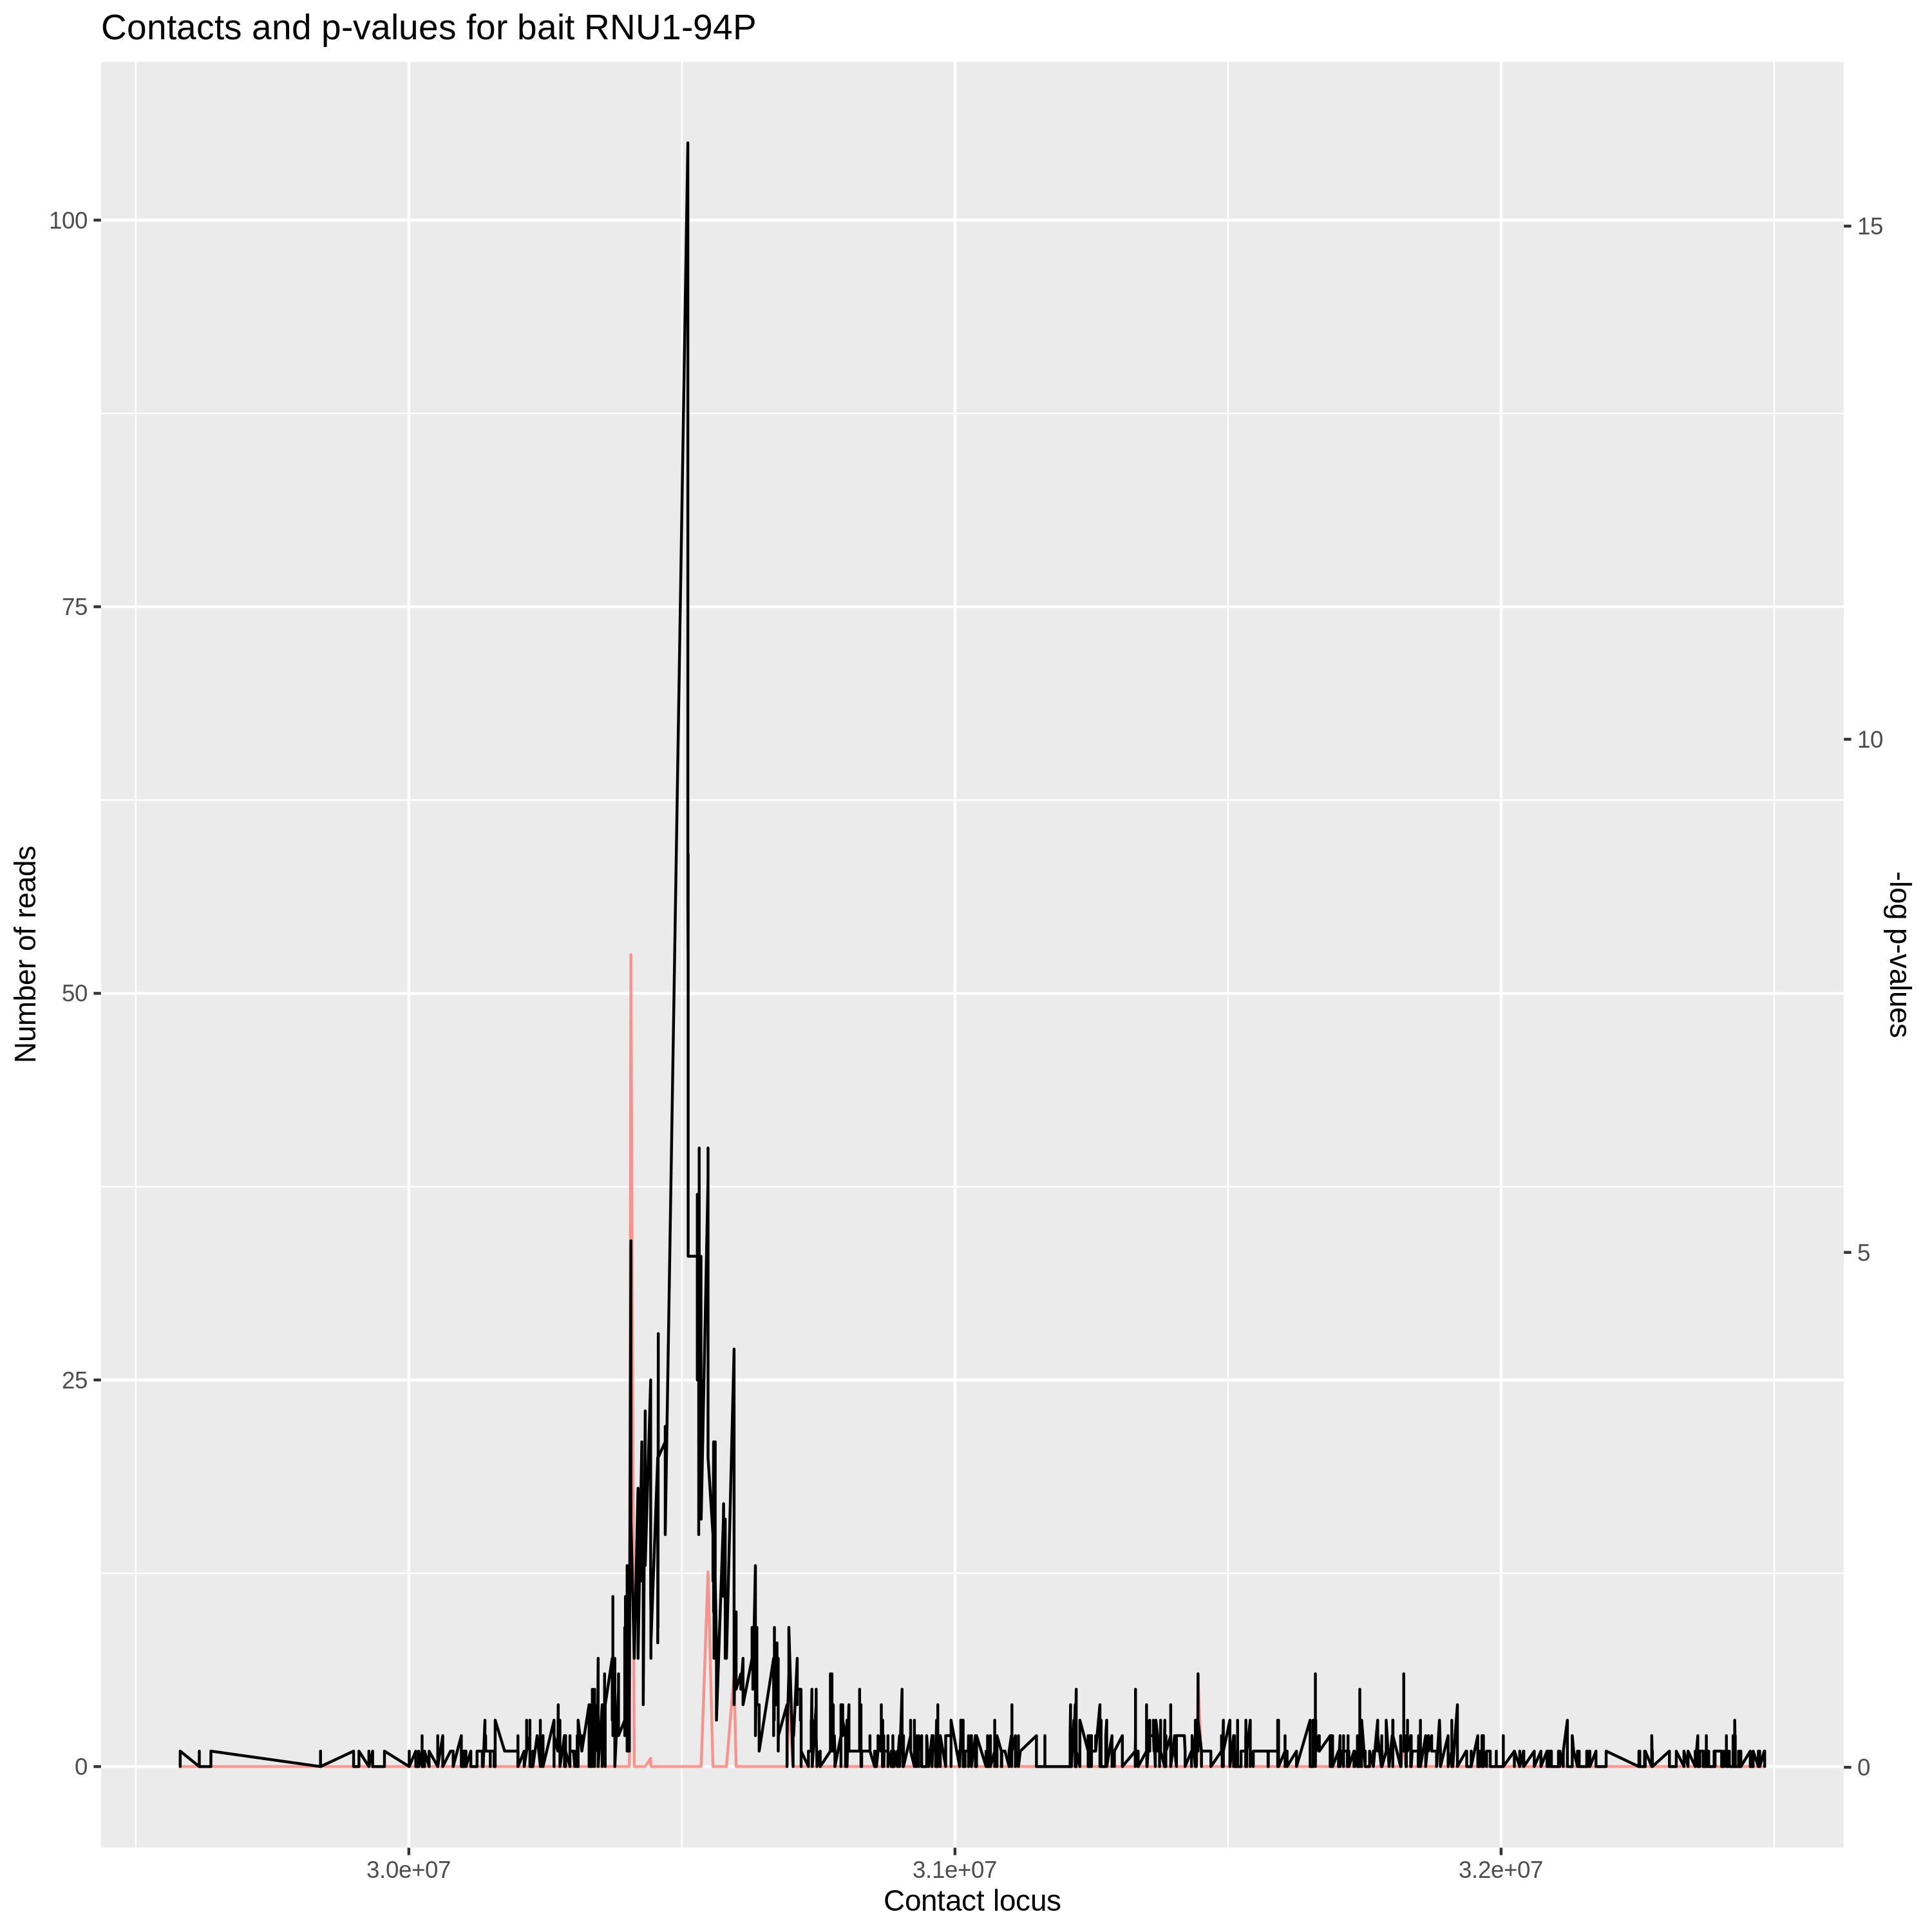 Contacts and p-values for bait RNU1-94P
100
75
50
25
0
Number of reads
15
10
5
0
-log p-values
3.0e+07
3.1e+07
3.2e+07
Contact locus